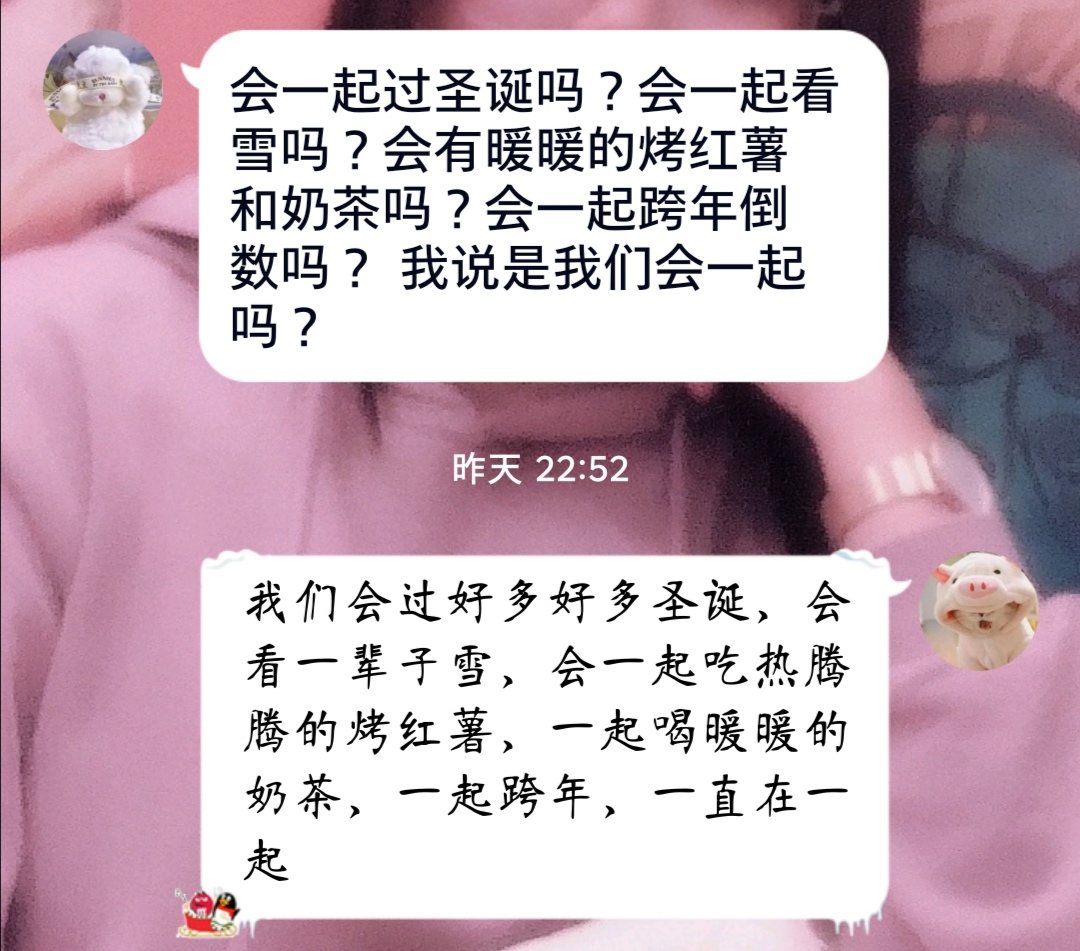 会一起过圣诞吗？会一起看
雪吗？会有暖暖的烤红薯
和奶茶吗？会一起跨年倒
数吗？ 我说是我们会一起
吗？
昨天 22:52
我们会过好多好多圣诞，会
看一辈子雪，会一起吃热腾
腾的烤红薯，一起喝暖暖的
奶茶，一起跨年，一直在一
起